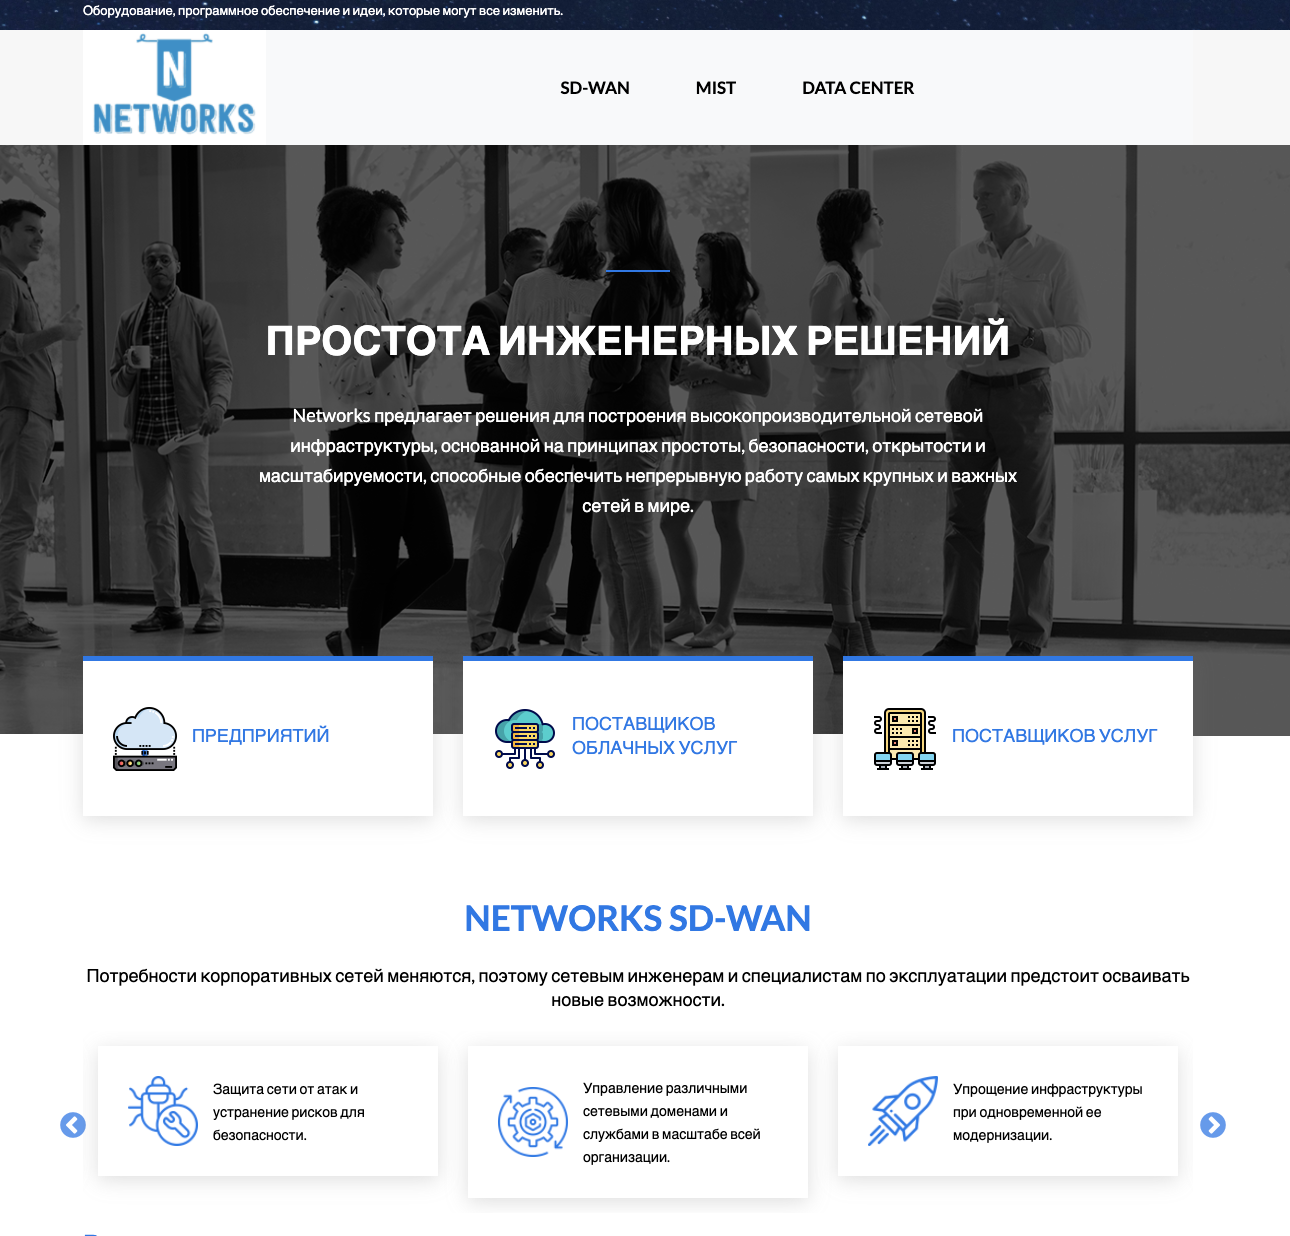 Оборудование, программное обеспечение и идеи, которые могут все изменить.
N
NETWORKS
SD-WAN MIST DATA CENTER
ПРОСТОТА ИНЖЕНЕРНЫХ РЕШЕНИЙ
Networks предлагает решения для построения высокопроизводительной сетевой
инфраструктуры, основанной на принципах простоты, безопасности, открытости и
масштабируемости, способные обеспечить непрерывную работу самых крупных и важных
сетей в мире.
ПРЕДПРИЯТИЙ
ПОСТАВЩИКОВ
ОБЛАЧНЫХ УСЛУГ
ПОСТАВЩИКОВ УСЛУГ
NETWORKS SD-WAN
Потребности корпоративных сетей меняются, поэтому сетевым инженерам и специалистам по эксплуатации предстоит осваивать
новые возможности.
Защита сети от атак и
устранение рисков для
безопасности.
Управление различными
сетевыми доменами и
службами в масштабе всей
организации.
Упрощение инфраструктуры
при одновременной ее
модернизации.